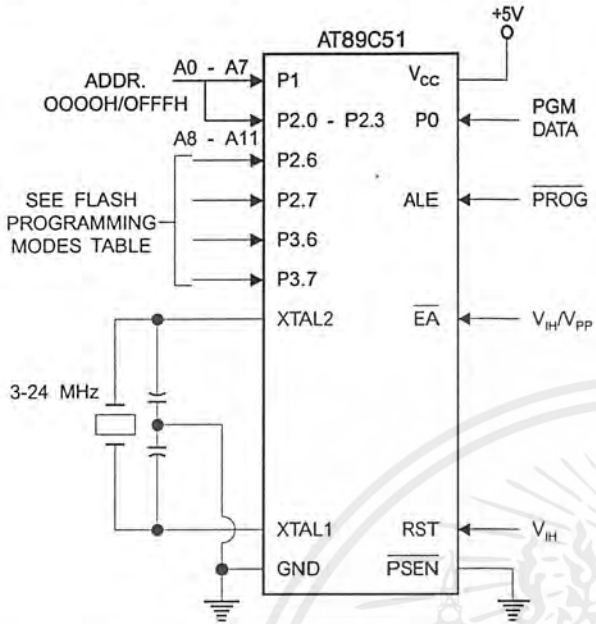 +5V
AT89C51
A0 - A7
ADDR.
OOOOH/OFFFH
P1
VCC
P2.0 - P2.3
P0
PGM
DATA
A8 - A11
P2.6
SEE FLASH
PROGRAMMING
MODES TABLE
P2.7
ALE
PROG
P3.6
P3.7
XTAL2
EA
VIH/VPP
3-24 MHz
XTAL1
RST
VIH
GND
PSEN